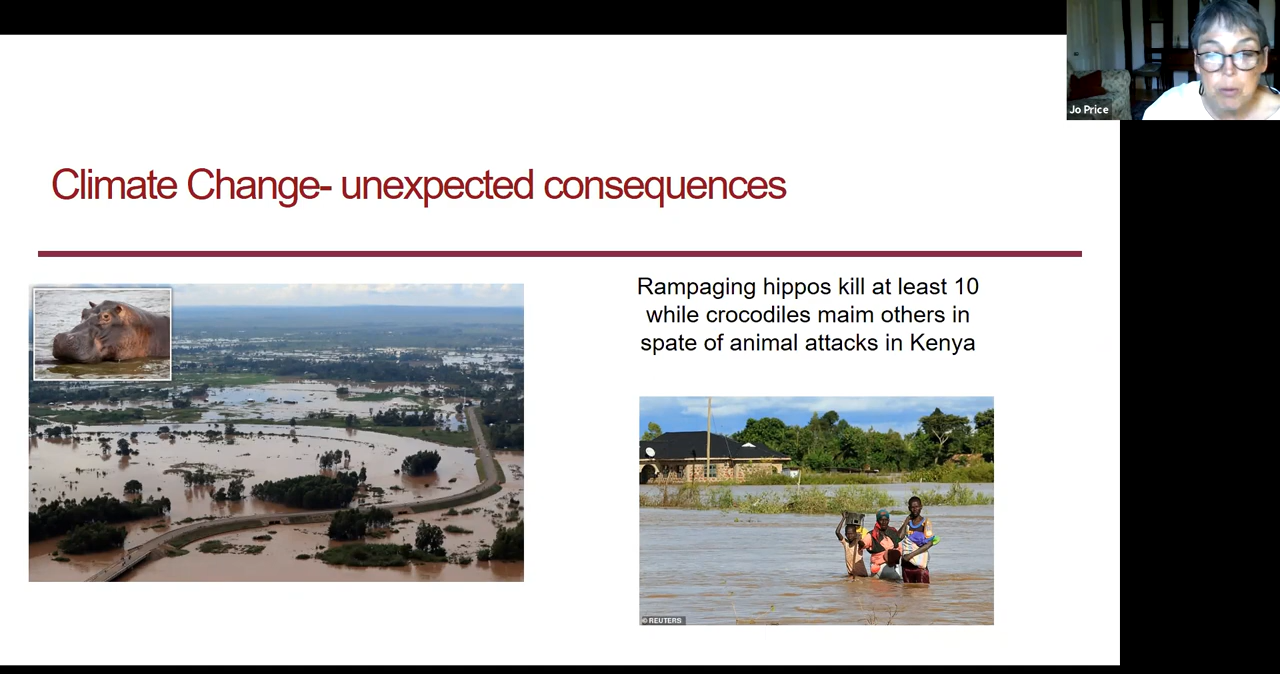 Jo Price
Climate Change- unexpected consequences
Rampaging hippos kill at least 10
while crocodiles maim others in
spate of animal attacks in Kenya
© REUTERS